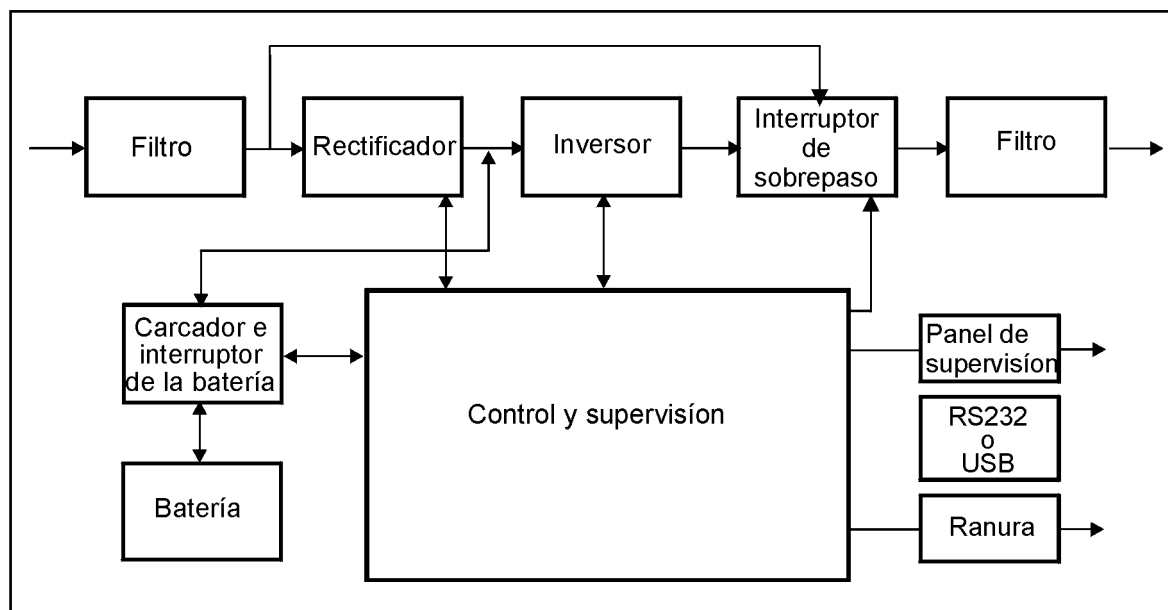 Filtro
Rectificador
Inversor
Interruptor
de
sobrepaso
Filtro
Carcador e
interruptor
de la batería
Batería
Control y supervisíon
Panel de
supervisíon
RS232
o
USB
Ranura